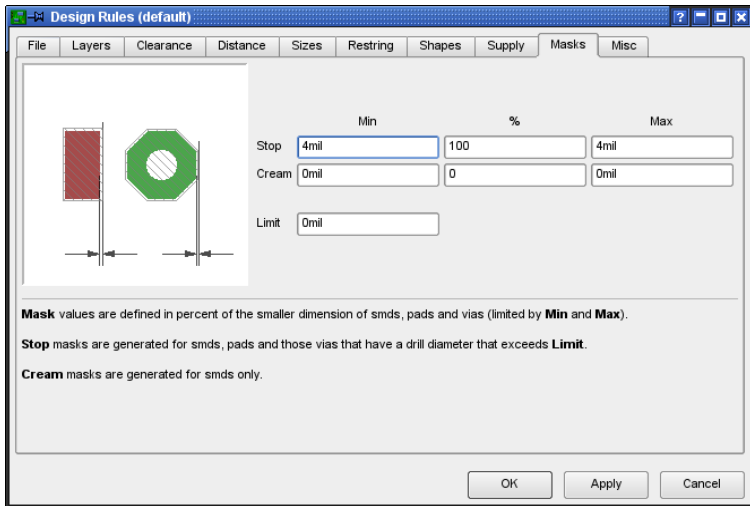 Design Rules (default)
File Layers Clearance Distance Sizes Restring Shapes Supply Masks Misc
Min % Max
Stop 4mil 100 4mil
Cream 0mil 0 0mil
Limit 0mil
Mask values are defined in percent of the smaller dimension of smds, pads and vias (limited by Min and Max).
Stop masks are generated for smds, pads and those vias that have a drill diameter that exceeds Limit.
Cream masks are generated for smds only.
OK Apply Cancel